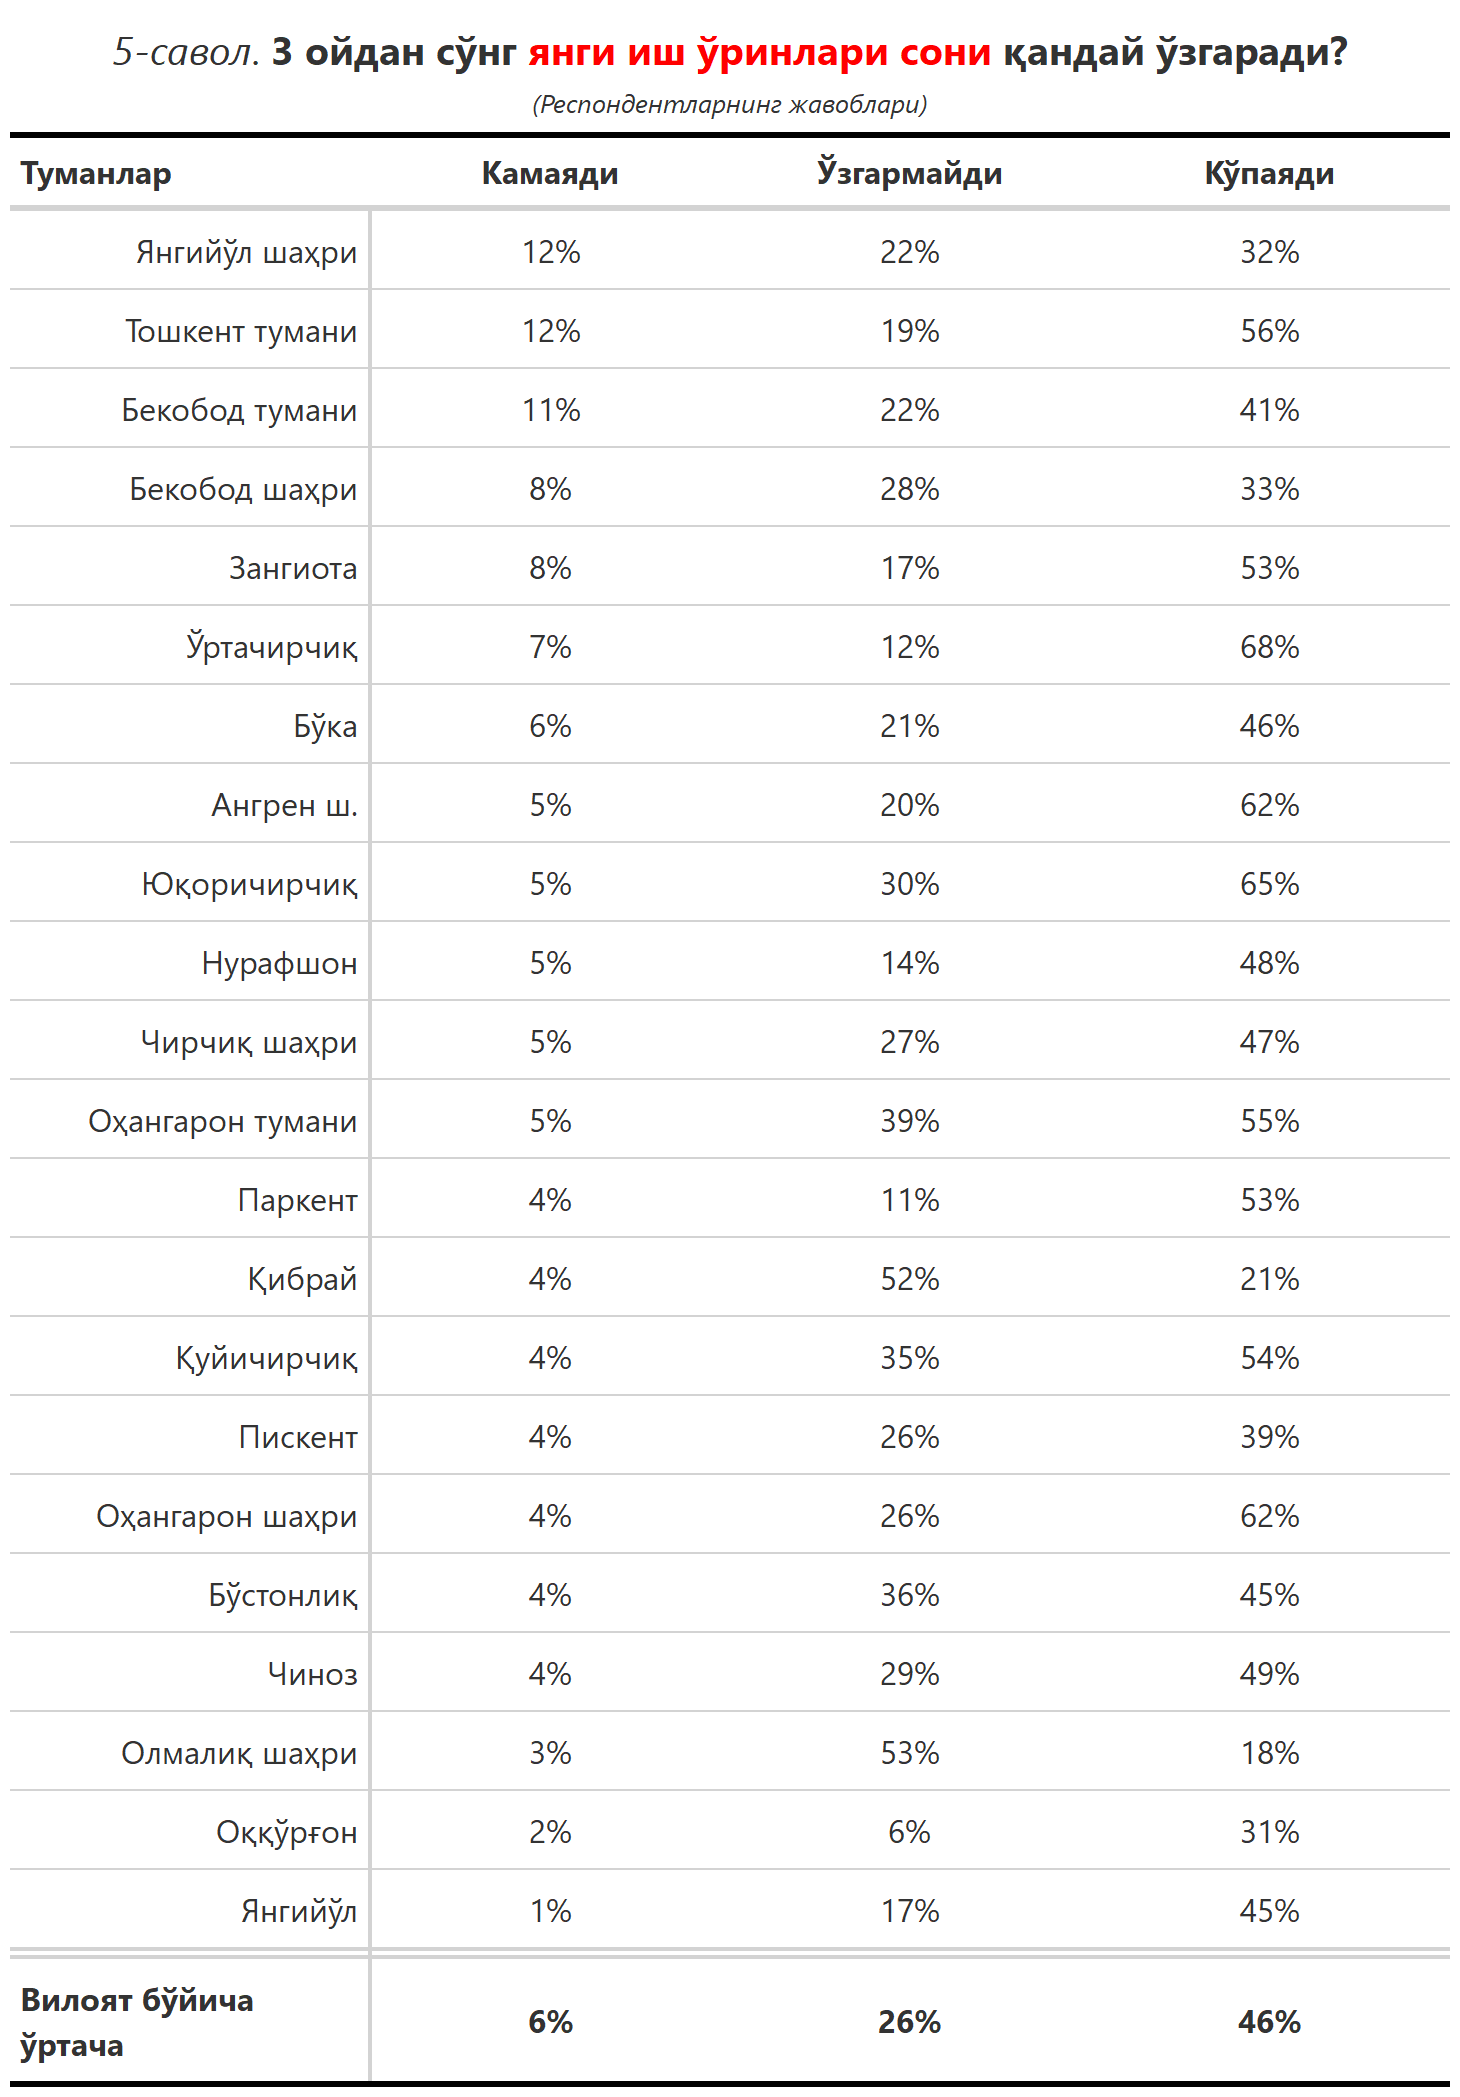 5-савол. 3 ойдан сўнг янги иш ўринлари сони қандай ўзгаради?
(Респондентларнинг жавоблари)
Туманлар Камаяди Ўзгармайди Кўпаяди
Янгийўл шаҳри 12% 22% 32%
Тошкент тумани 12% 19% 56%
Бекобод тумани 11% 22% 41%
Бекобод шаҳри 8% 28% 33%
Зангиота 8% 17% 53%
Ўртачирчиқ 7% 12% 68%
Бўка 6% 21% 46%
Ангрен ш. 5% 20% 62%
Юқоричирчиқ 5% 30% 65%
Нурафшон 5% 14% 48%
Чирчиқ шаҳри 5% 27% 47%
Оҳангарон тумани 5% 39% 55%
Паркент 4% 11% 53%
Қибрай 4% 52% 21%
Қуйичирчиқ 4% 35% 54%
Пискент 4% 26% 39%
Оҳангарон шаҳри 4% 26% 62%
Бўстонлиқ 4% 36% 45%
Чиноз 4% 29% 49%
Олмалиқ шаҳри 3% 53% 18%
Оққўрғон 2% 6% 31%
Янгийўл 1% 17% 45%
Вилоят бўйича
ўртача 6% 26% 46%